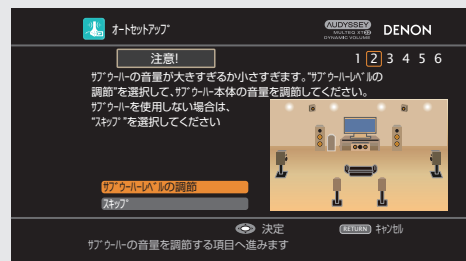 オートセットアップ
AUDYSSEY
MULTEQ XT32
DYNAMIC VOLUME
DENON
注意!
1 2 3 4 5 6
サブウーハーの音量が大きすぎるか小さすぎます。“サブウーハーレベルの
調節”を選択して、サブウーハー本体の音量を調節してください。
サブウーハーを使用しない場合は、
“スキップ”を選択してください
サブウーハーレベルの調節
スキップ
決定
RETURN キャンセル
サブウーハーの音量を調節する項目へ進みます